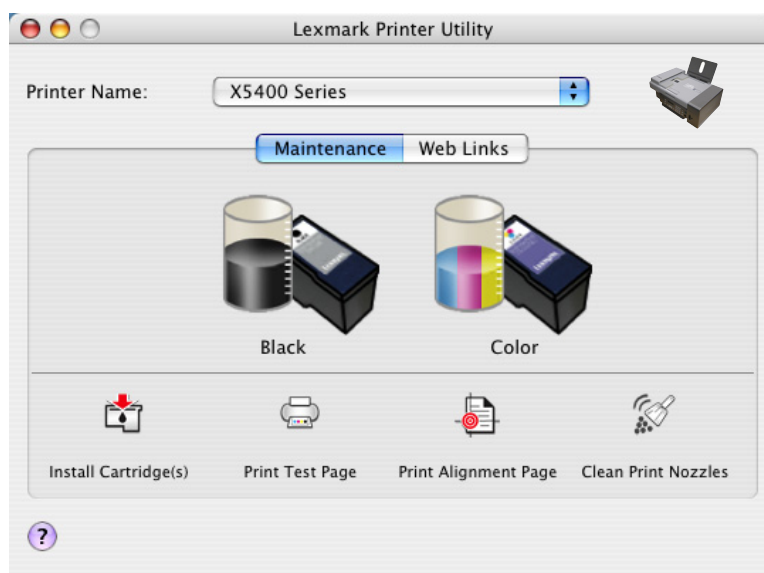 Lexmark Printer Utility
Printer Name: X5400 Series
Maintenance Web Links
Black Color
Install Cartridge(s) Print Test Page Print Alignment Page Clean Print Nozzles
?